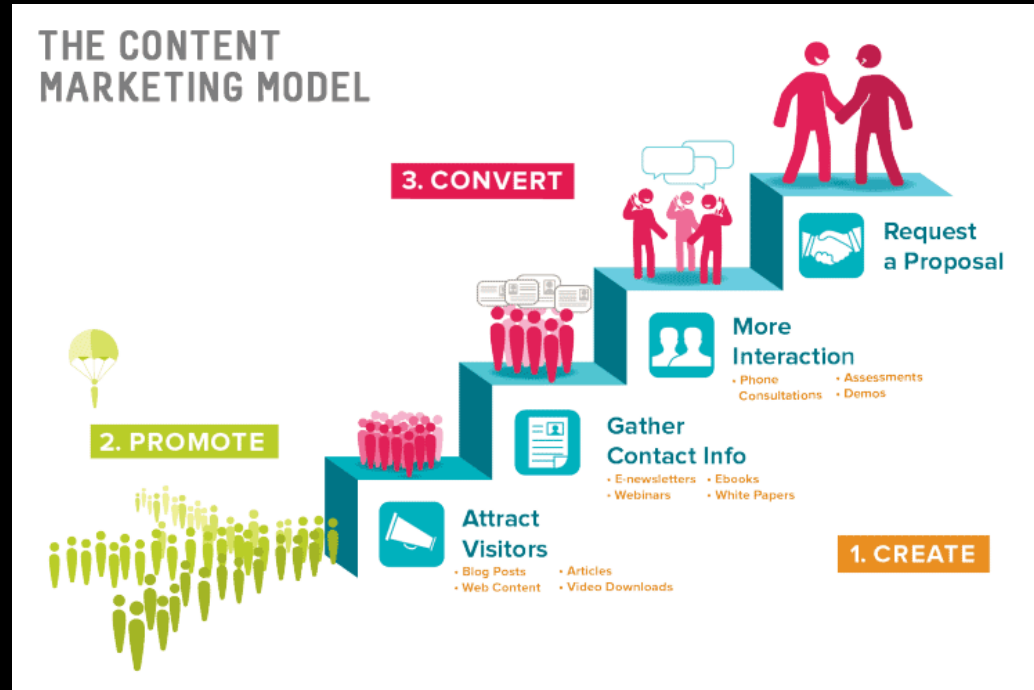 THE CONTENT
MARKETING MODEL
3. CONVERT
Request
a Proposal
More
Interaction
• Phone
Consultations
• Assessments
• Demos
2. PROMOTE
Gather
Contact Info
• E-newsletters • Ebooks
• Webinars • White Papers
Attract
Visitors
• Blog Posts • Articles
• Web Content • Video Downloads
1. CREATE